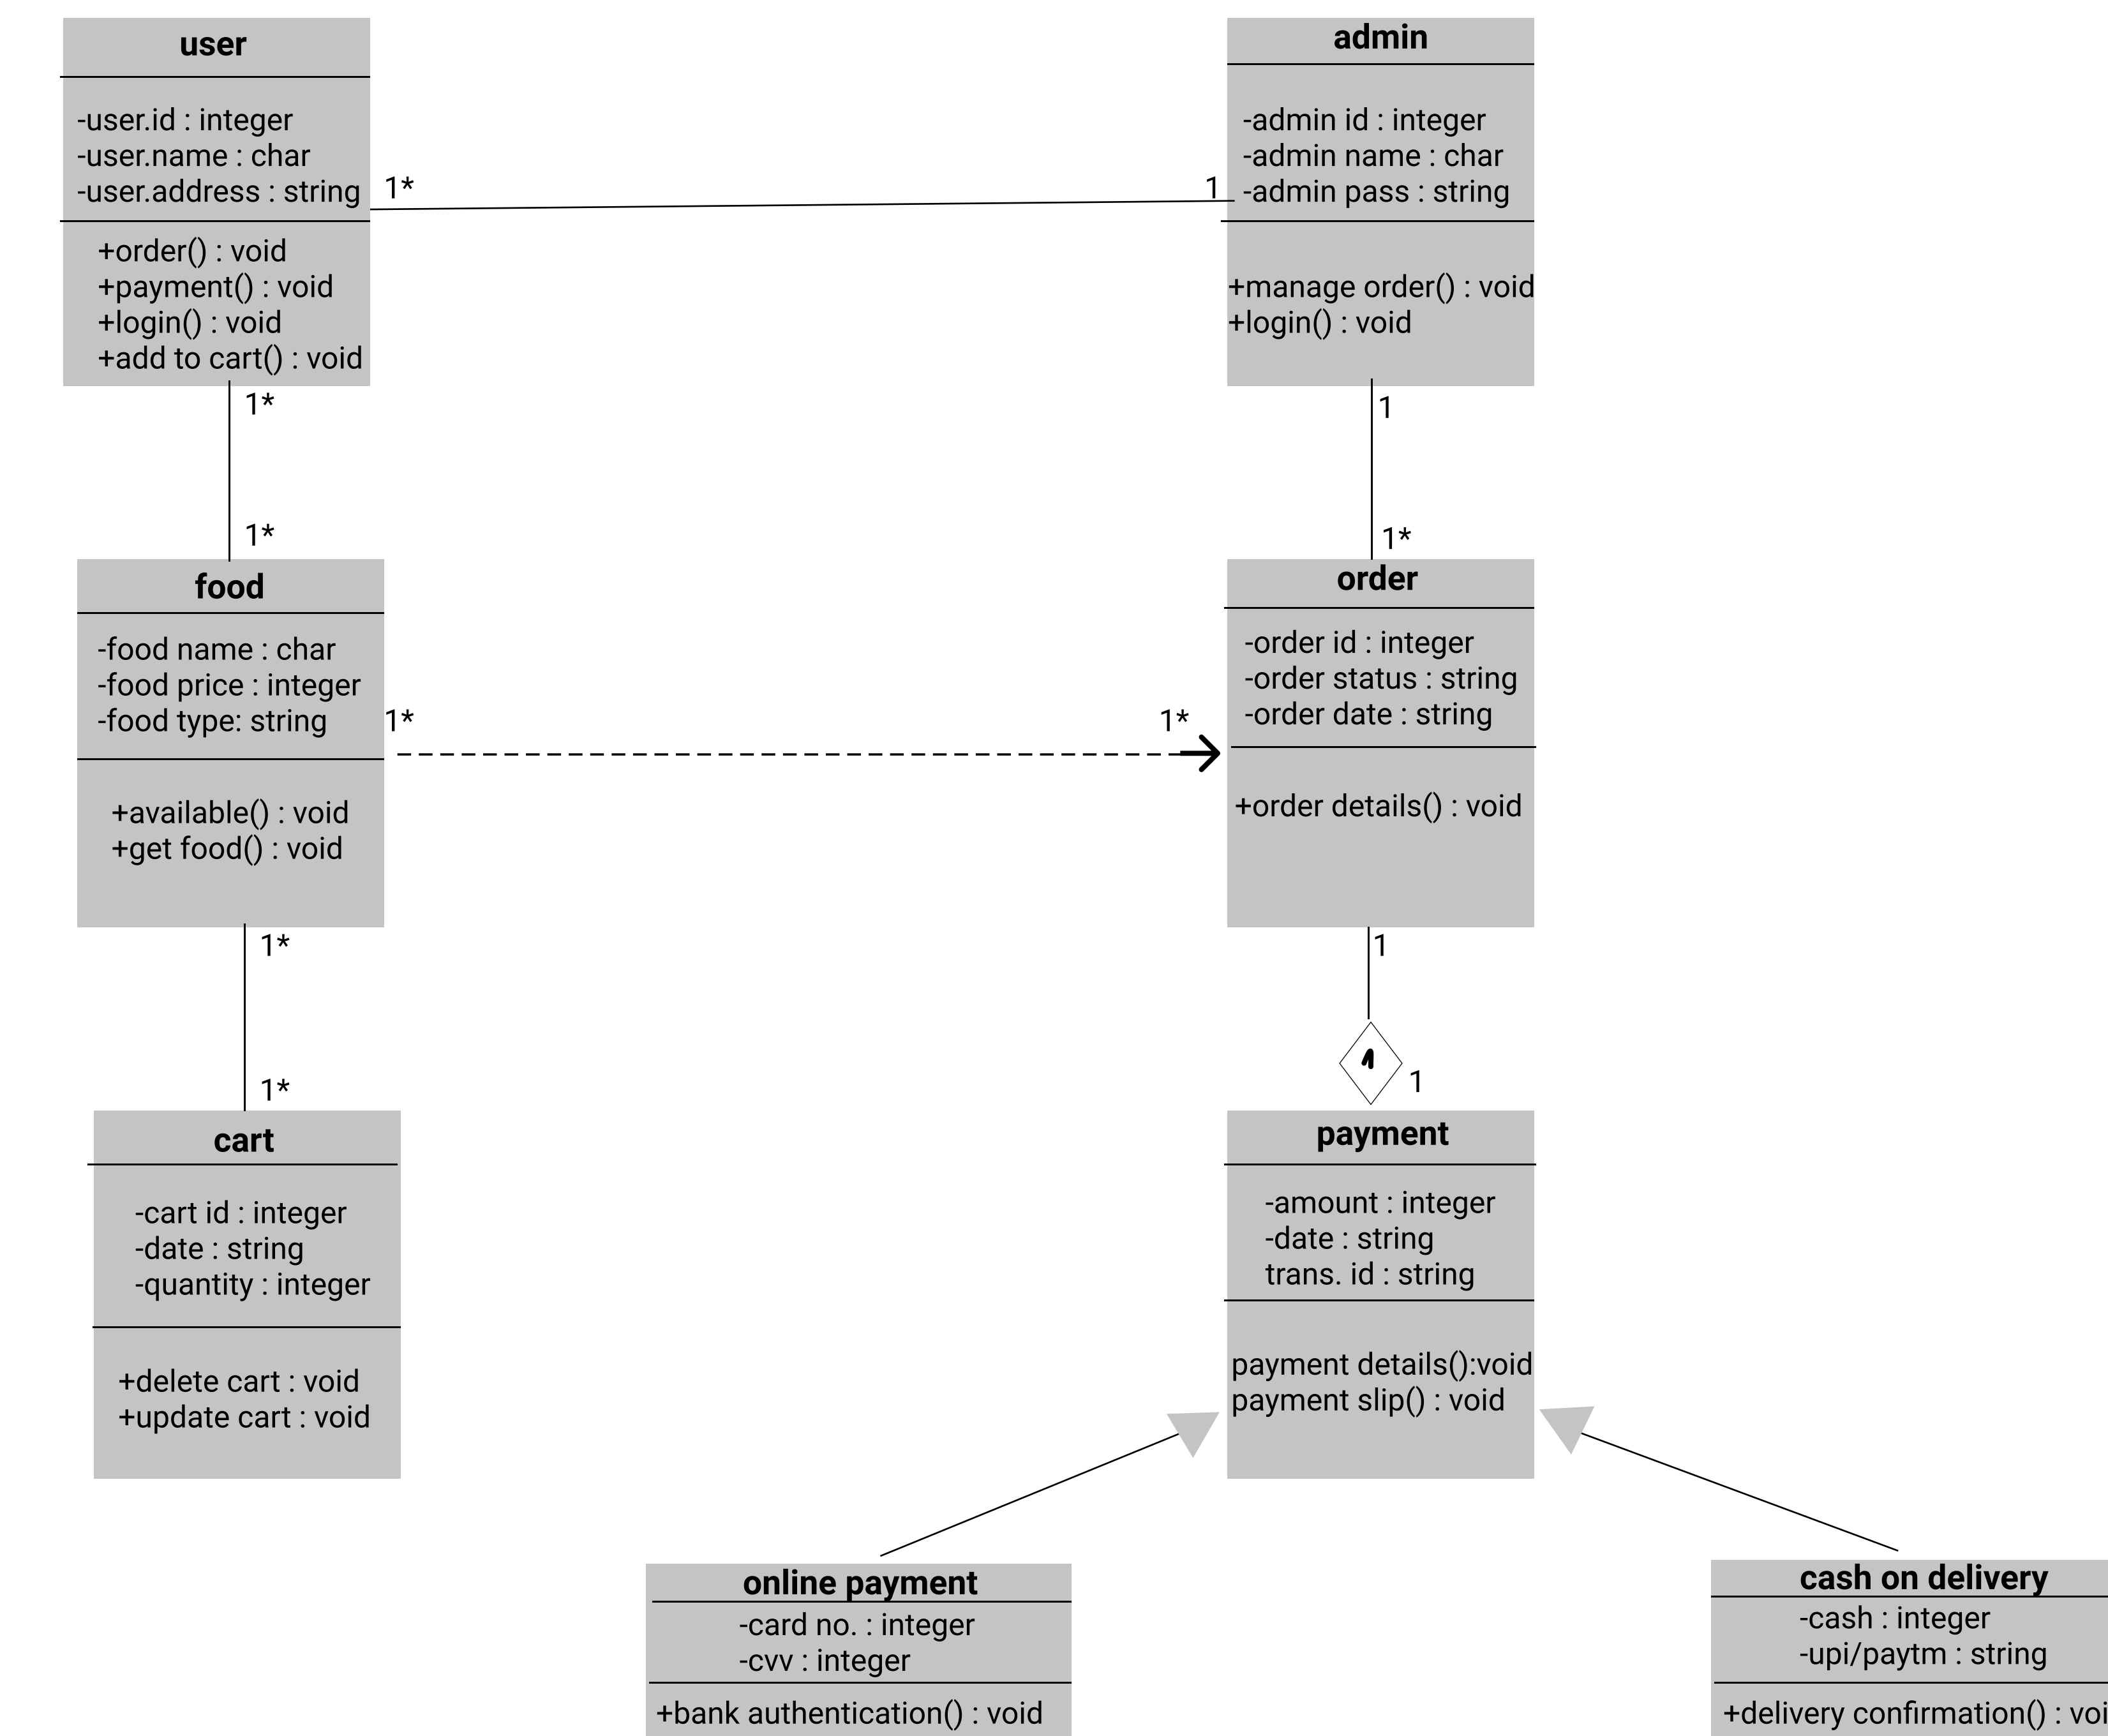 user
-user.id : integer
-user.name : char
-user.address : string
+order() : void
+payment() : void
+login() : void
+add to cart() : void
1*
1
admin
-admin id : integer
-admin name : char
-admin pass : string
+manage order() : void
+login() : void
1*
1*
1
1*
food
-food name : char
-food price : integer
-food type: string
+available() : void
+get food() : void
1*
1*
order
-order id : integer
-order status : string
-order date : string
+order details() : void
1*
1*
1
1
1
cart
-cart id : integer
-date : string
-quantity : integer
+delete cart : void
+update cart : void
payment
-amount : integer
-date : string
trans. id : string
payment details():void
payment slip() : void
online payment
-card no. : integer
-cvv : integer
+bank authentication() : void
cash on delivery
-cash : integer
-upi/paytm : string
+delivery confirmation() : voi